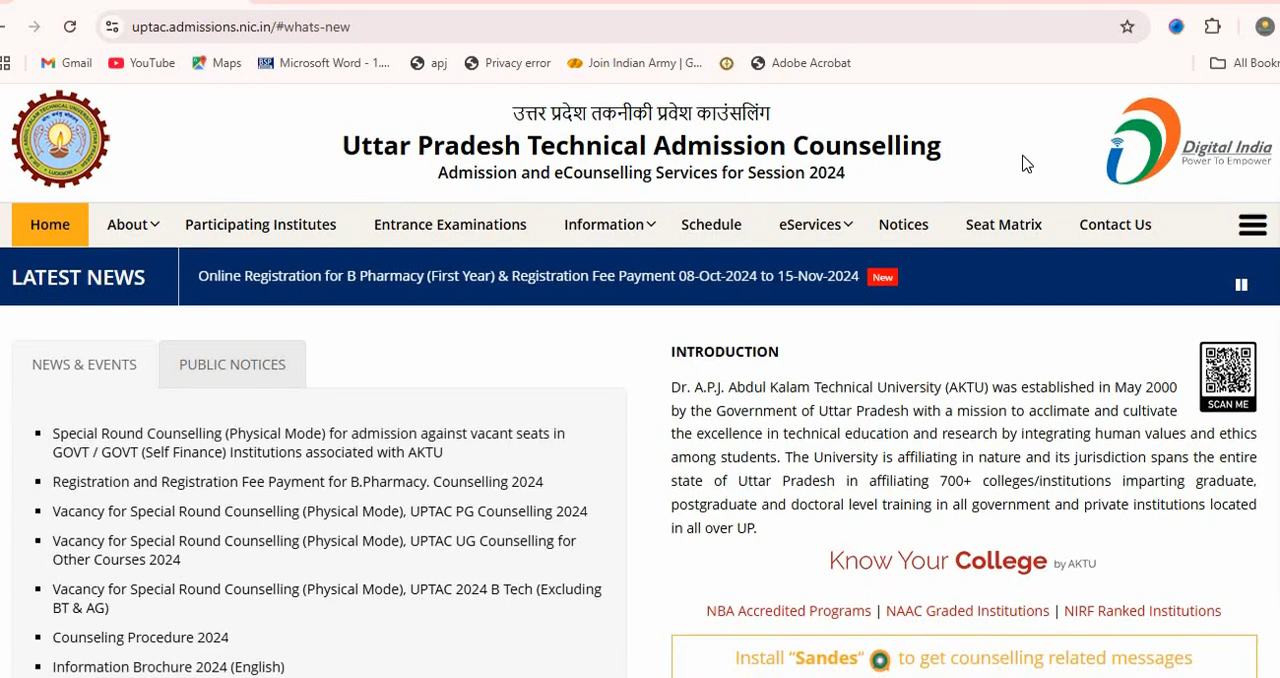 uptac.admissions.nic.in/#whats-new
Gmail
YouTube
Maps
Microsoft Word - 1....
apj
Privacy error
Join Indian Army | G...
Adobe Acrobat
All Bookr
उत्तर प्रदेश तकनीकी प्रवेश काउंसलिंग
Uttar Pradesh Technical Admission Counselling
Admission and eCounselling Services for Session 2024
Digital India
Power To Empower
Home
About
Participating Institutes
Entrance Examinations
Information
Schedule
eServices
Notices
Seat Matrix
Contact Us
LATEST NEWS
Online Registration for B Pharmacy (First Year) & Registration Fee Payment 08-Oct-2024 to 15-Nov-2024 New
NEWS & EVENTS
PUBLIC NOTICES
Special Round Counselling (Physical Mode) for admission against vacant seats in
GOVT / GOVT (Self Finance) Institutions associated with AKTU
Registration and Registration Fee Payment for B.Pharmacy. Counselling 2024
Vacancy for Special Round Counselling (Physical Mode), UPTAC PG Counselling 2024
Vacancy for Special Round Counselling (Physical Mode), UPTAC UG Counselling for
Other Courses 2024
Vacancy for Special Round Counselling (Physical Mode), UPTAC 2024 B Tech (Excluding
BT & AG)
Counseling Procedure 2024
Information Brochure 2024 (English)
INTRODUCTION
SCAN ME
Dr. A.P.J. Abdul Kalam Technical University (AKTU) was established in May 2000
by the Government of Uttar Pradesh with a mission to acclimate and cultivate
the excellence in technical education and research by integrating human values and ethics
among students. The University is affiliating in nature and its jurisdiction spans the entire
state of Uttar Pradesh in affiliating 700+ colleges/institutions imparting graduate,
postgraduate and doctoral level training in all government and private institutions located
in all over UP.
Know Your College by AKTU
NBA Accredited Programs | NAAC Graded Institutions | NIRF Ranked Institutions
Install "Sandes" to get counselling related messages